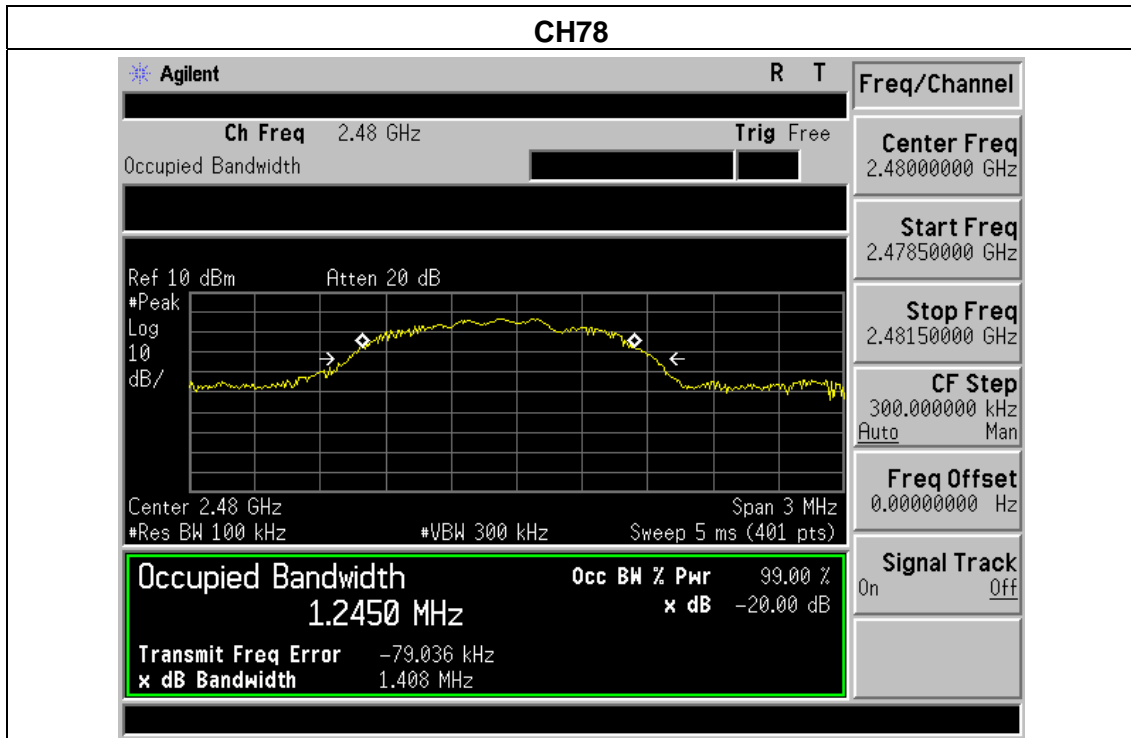 CH78
Agilent R T
Freq/Channel
Ch Freq 2.48 GHz Trig Free
Occupied Bandwidth
Center Freq
2.48000000 GHz
Start Freq
2.47850000 GHz
Stop Freq
2.48150000 GHz
CF Step
300.000000 kHz
Auto Man
Freq Offset
0.00000000 Hz
Signal Track
On Off
Ref 10 dBm Atten 20 dB
#Peak
Log
10
dB/
Center 2.48 GHz Span 3 MHz
#Res BW 100 kHz #VBW 300 kHz Sweep 5 ms (401 pts)
Occupied Bandwidth Occ BW % Pwr 99.00 %
1.2450 MHz x dB -20.00 dB
Transmit Freq Error -79.036 kHz
x dB Bandwidth 1.408 MHz